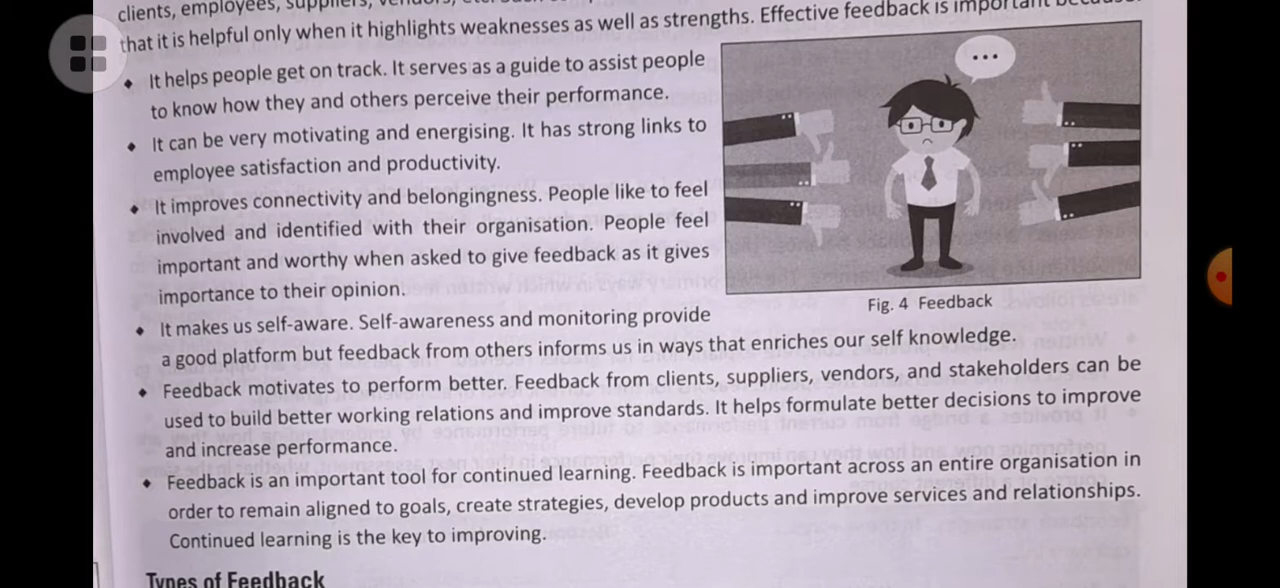 clients, employees, suppliers, vendors,
that it is helpful only when it highlights weaknesses as well as strengths. Effective feedback is important because:
• It helps people get on track. It serves as a guide to assist people
to know how they and others perceive their performance.
• It can be very motivating and energising. It has strong links to
employee satisfaction and productivity.
• It improves connectivity and belongingness. People like to feel
involved and identified with their organisation. People feel
important and worthy when asked to give feedback as it gives
importance to their opinion.
• It makes us self-aware. Self-awareness and monitoring provide
a good platform but feedback from others informs us in ways that enriches our self knowledge.
• Feedback motivates to perform better. Feedback from clients, suppliers, vendors, and stakeholders can be
used to build better working relations and improve standards. It helps formulate better decisions to improve
and increase performance.
• Feedback is an important tool for continued learning. Feedback is important across an entire organisation in
order to remain aligned to goals, create strategies, develop products and improve services and relationships.
Continued learning is the key to improving.
...
Fig. 4 Feedback
Types of Feedback